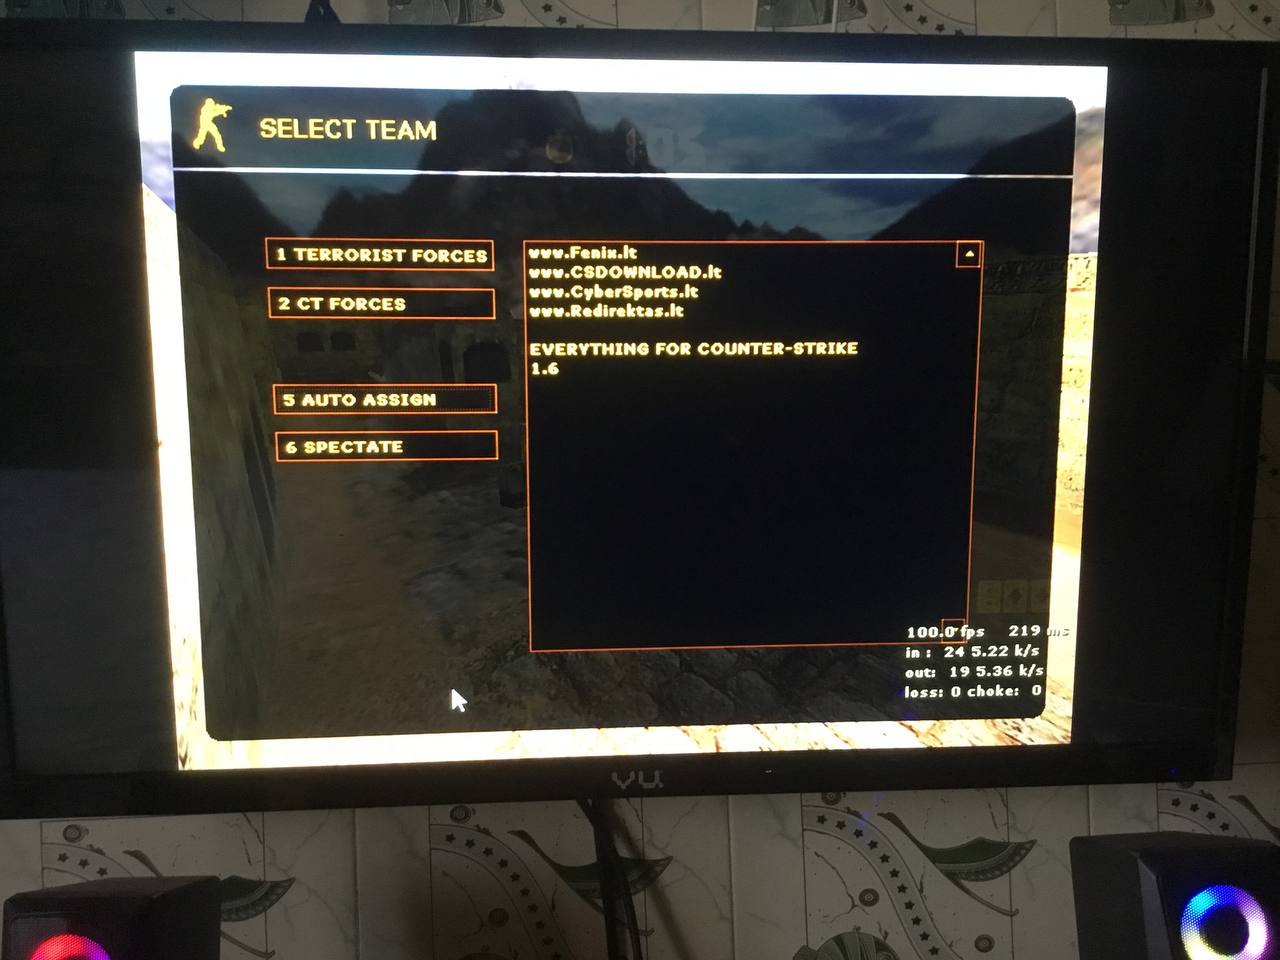 SELECT TEAM
1 TERRORIST FORCES
2 CT FORCES
5 AUTO ASSIGN
6 SPECTATE
www.Fenix.lt
www.CSDOWNLOAD.lt
www.CyberSports.lt
www.Redirektas.lt
EVERYTHING FOR COUNTER-STRIKE
1.6
100.0 fps 219 ms
in : 24 5.22 k/s
out: 19 5.36 k/s
loss: 0 choke: 0
VU